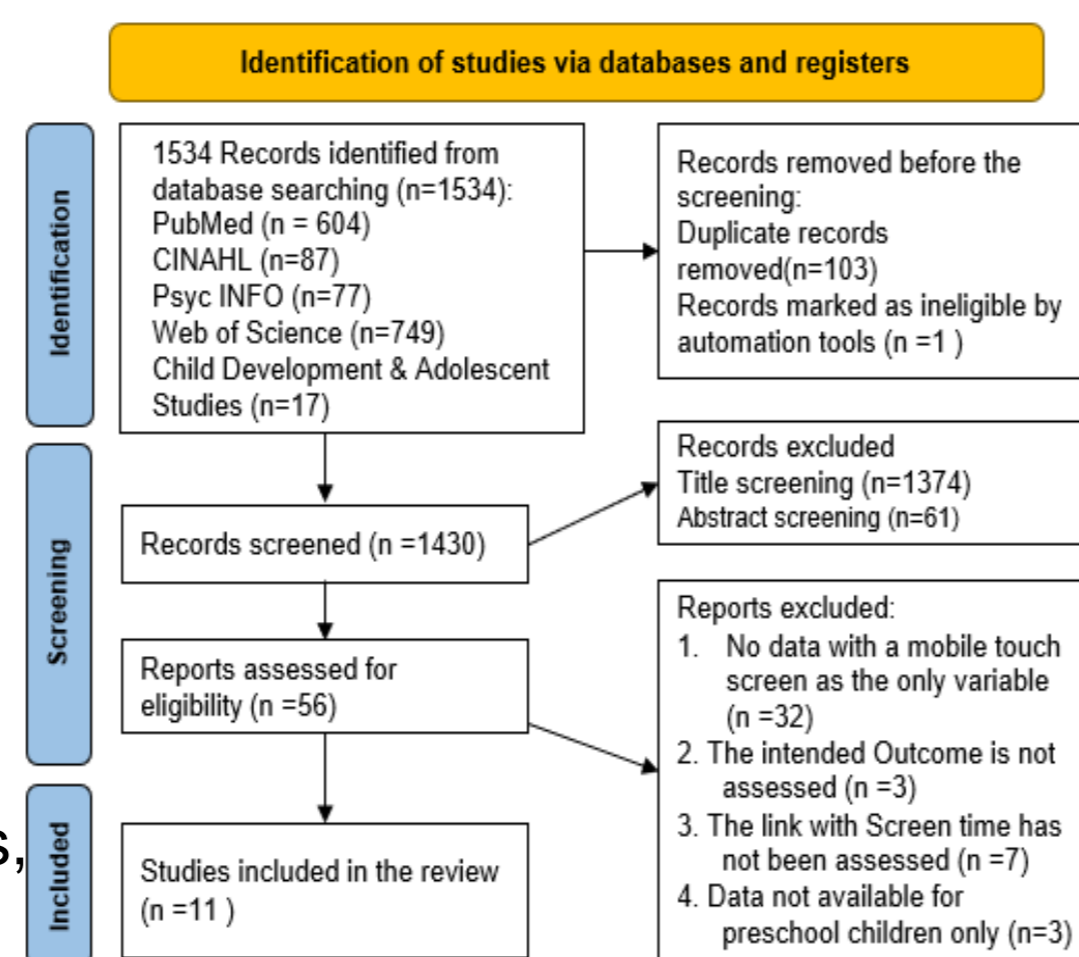 Identification of studies via databases and registers
Identification
1534 Records identified from
database searching (n=1534):
PubMed (n = 604)
CINAHL (n=87)
Psyc INFO (n=77)
Web of Science (n=749)
Child Development & Adolescent
Studies (n=17)
Records removed before the
screening:
Duplicate records
removed(n=103)
Records marked as ineligible by
automation tools (n =1 )
Screening
Records screened (n =1430)
Records excluded
Title screening (n=1374)
Abstract screening (n=61)
Reports assessed for
eligibility (n =56)
Reports excluded:
1. No data with a mobile touch
screen as the only variable
(n =32)
2. The intended Outcome is not
assessed (n =3)
3. The link with Screen time has
not been assessed (n =7)
4. Data not available for
preschool children only (n=3)
s,
Included
Studies included in the review
(n =11 )